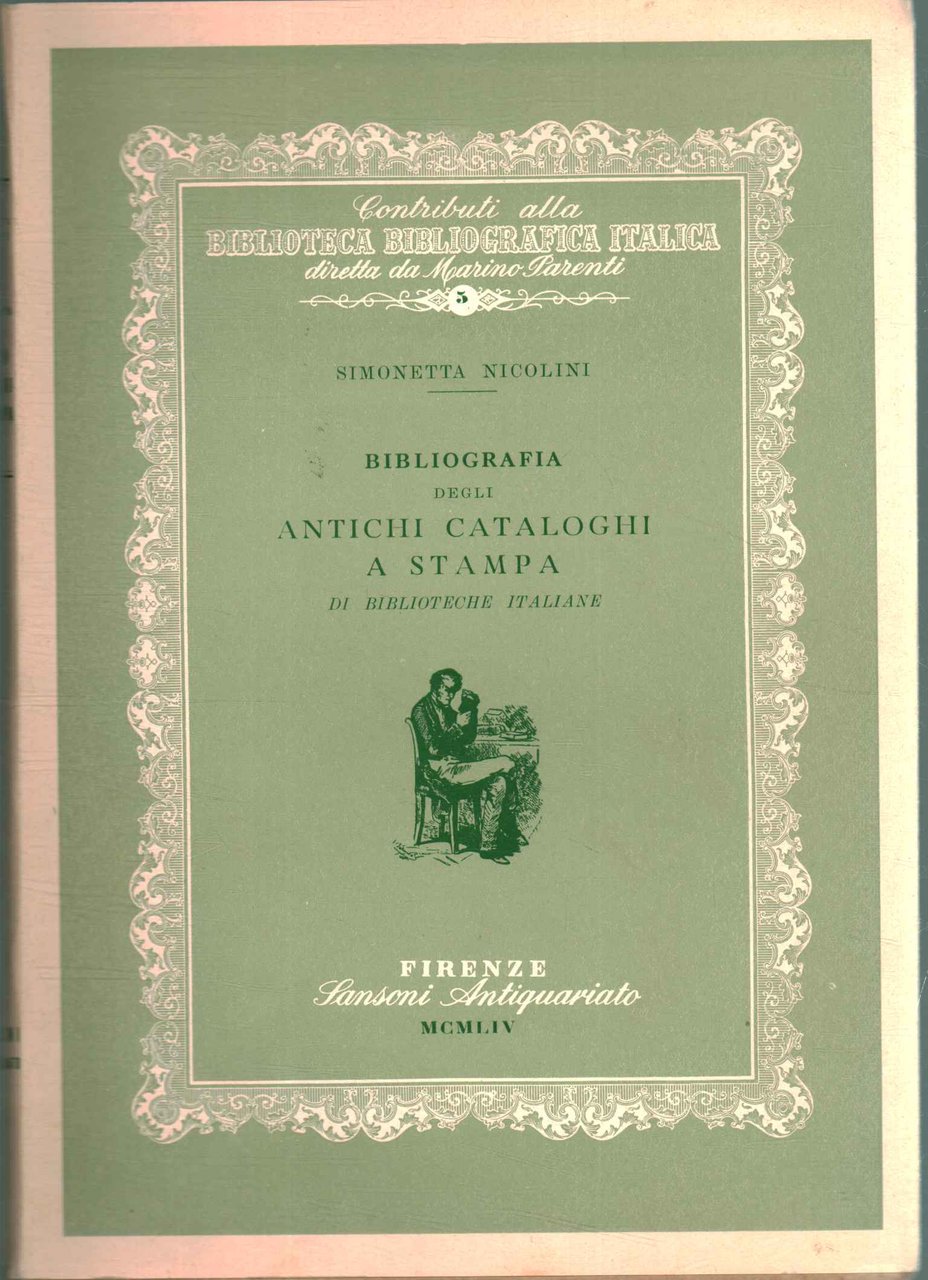 Contributi alla
BIBLIOTECA BIBLIOGRAFICA ITALICA
diretta da Marino Parenti
5
SIMONETTA NICOLINI
BIBLIOGRAFIA
DEGLI
ANTICHI CATALOGHI
A STAMPA
DI BIBLIOTECHE ITALIANE
FIRENZE
Sansoni Antiquariato
MCMLIV